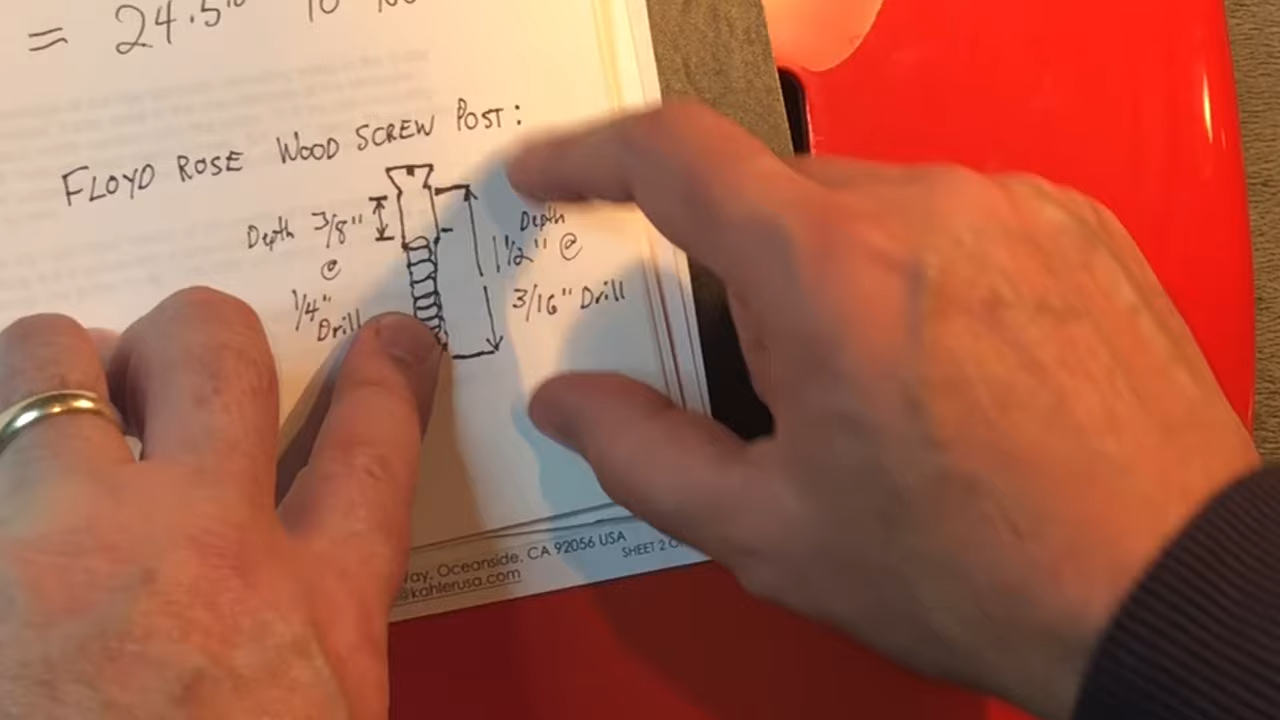 = 24.5
FLOYD ROSE WOOD SCREW POST:
Depth 3/8"
@
1/4"
Drill
Depth
1 1/2" @
3/16" Drill
Way, Oceanside, CA 92056 USA
SHEET 2
@kahlerusa.com